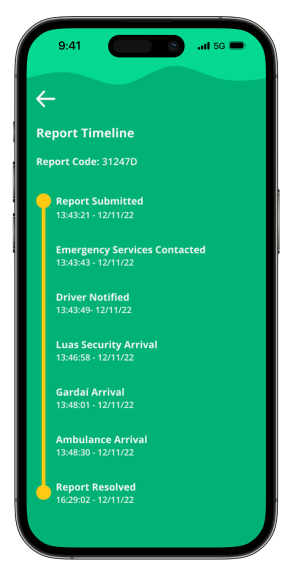 9:41
5G
Report Timeline
Report Code: 31247D
Report Submitted
13:43:21 - 12/11/22
Emergency Services Contacted
13:43:43 - 12/11/22
Driver Notified
13:43:49- 12/11/22
Luas Security Arrival
13:46:58 - 12/11/22
Gardaí Arrival
13:48:01 - 12/11/22
Ambulance Arrival
13:48:30 - 12/11/22
Report Resolved
16:29:02 - 12/11/22